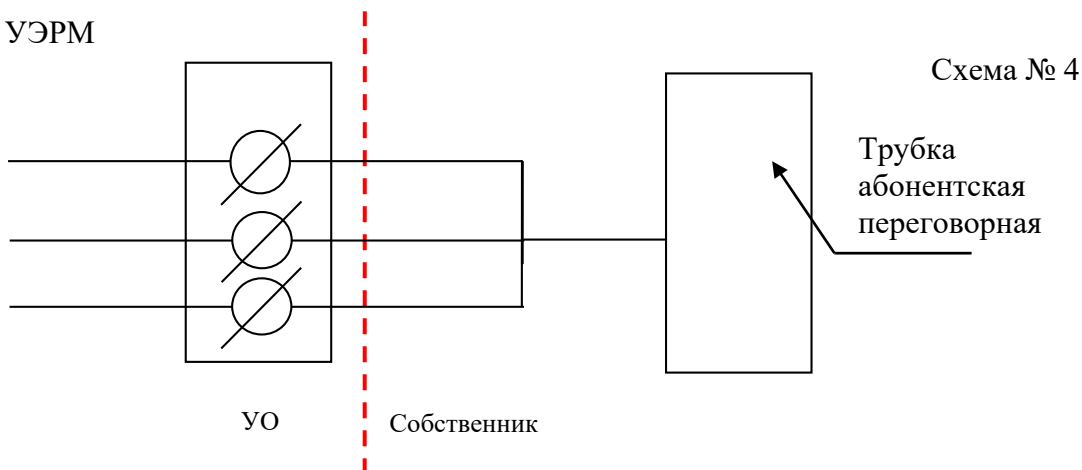 УЭРМ
Схема № 4
Трубка
абонентская
переговорная
УО
Собственник